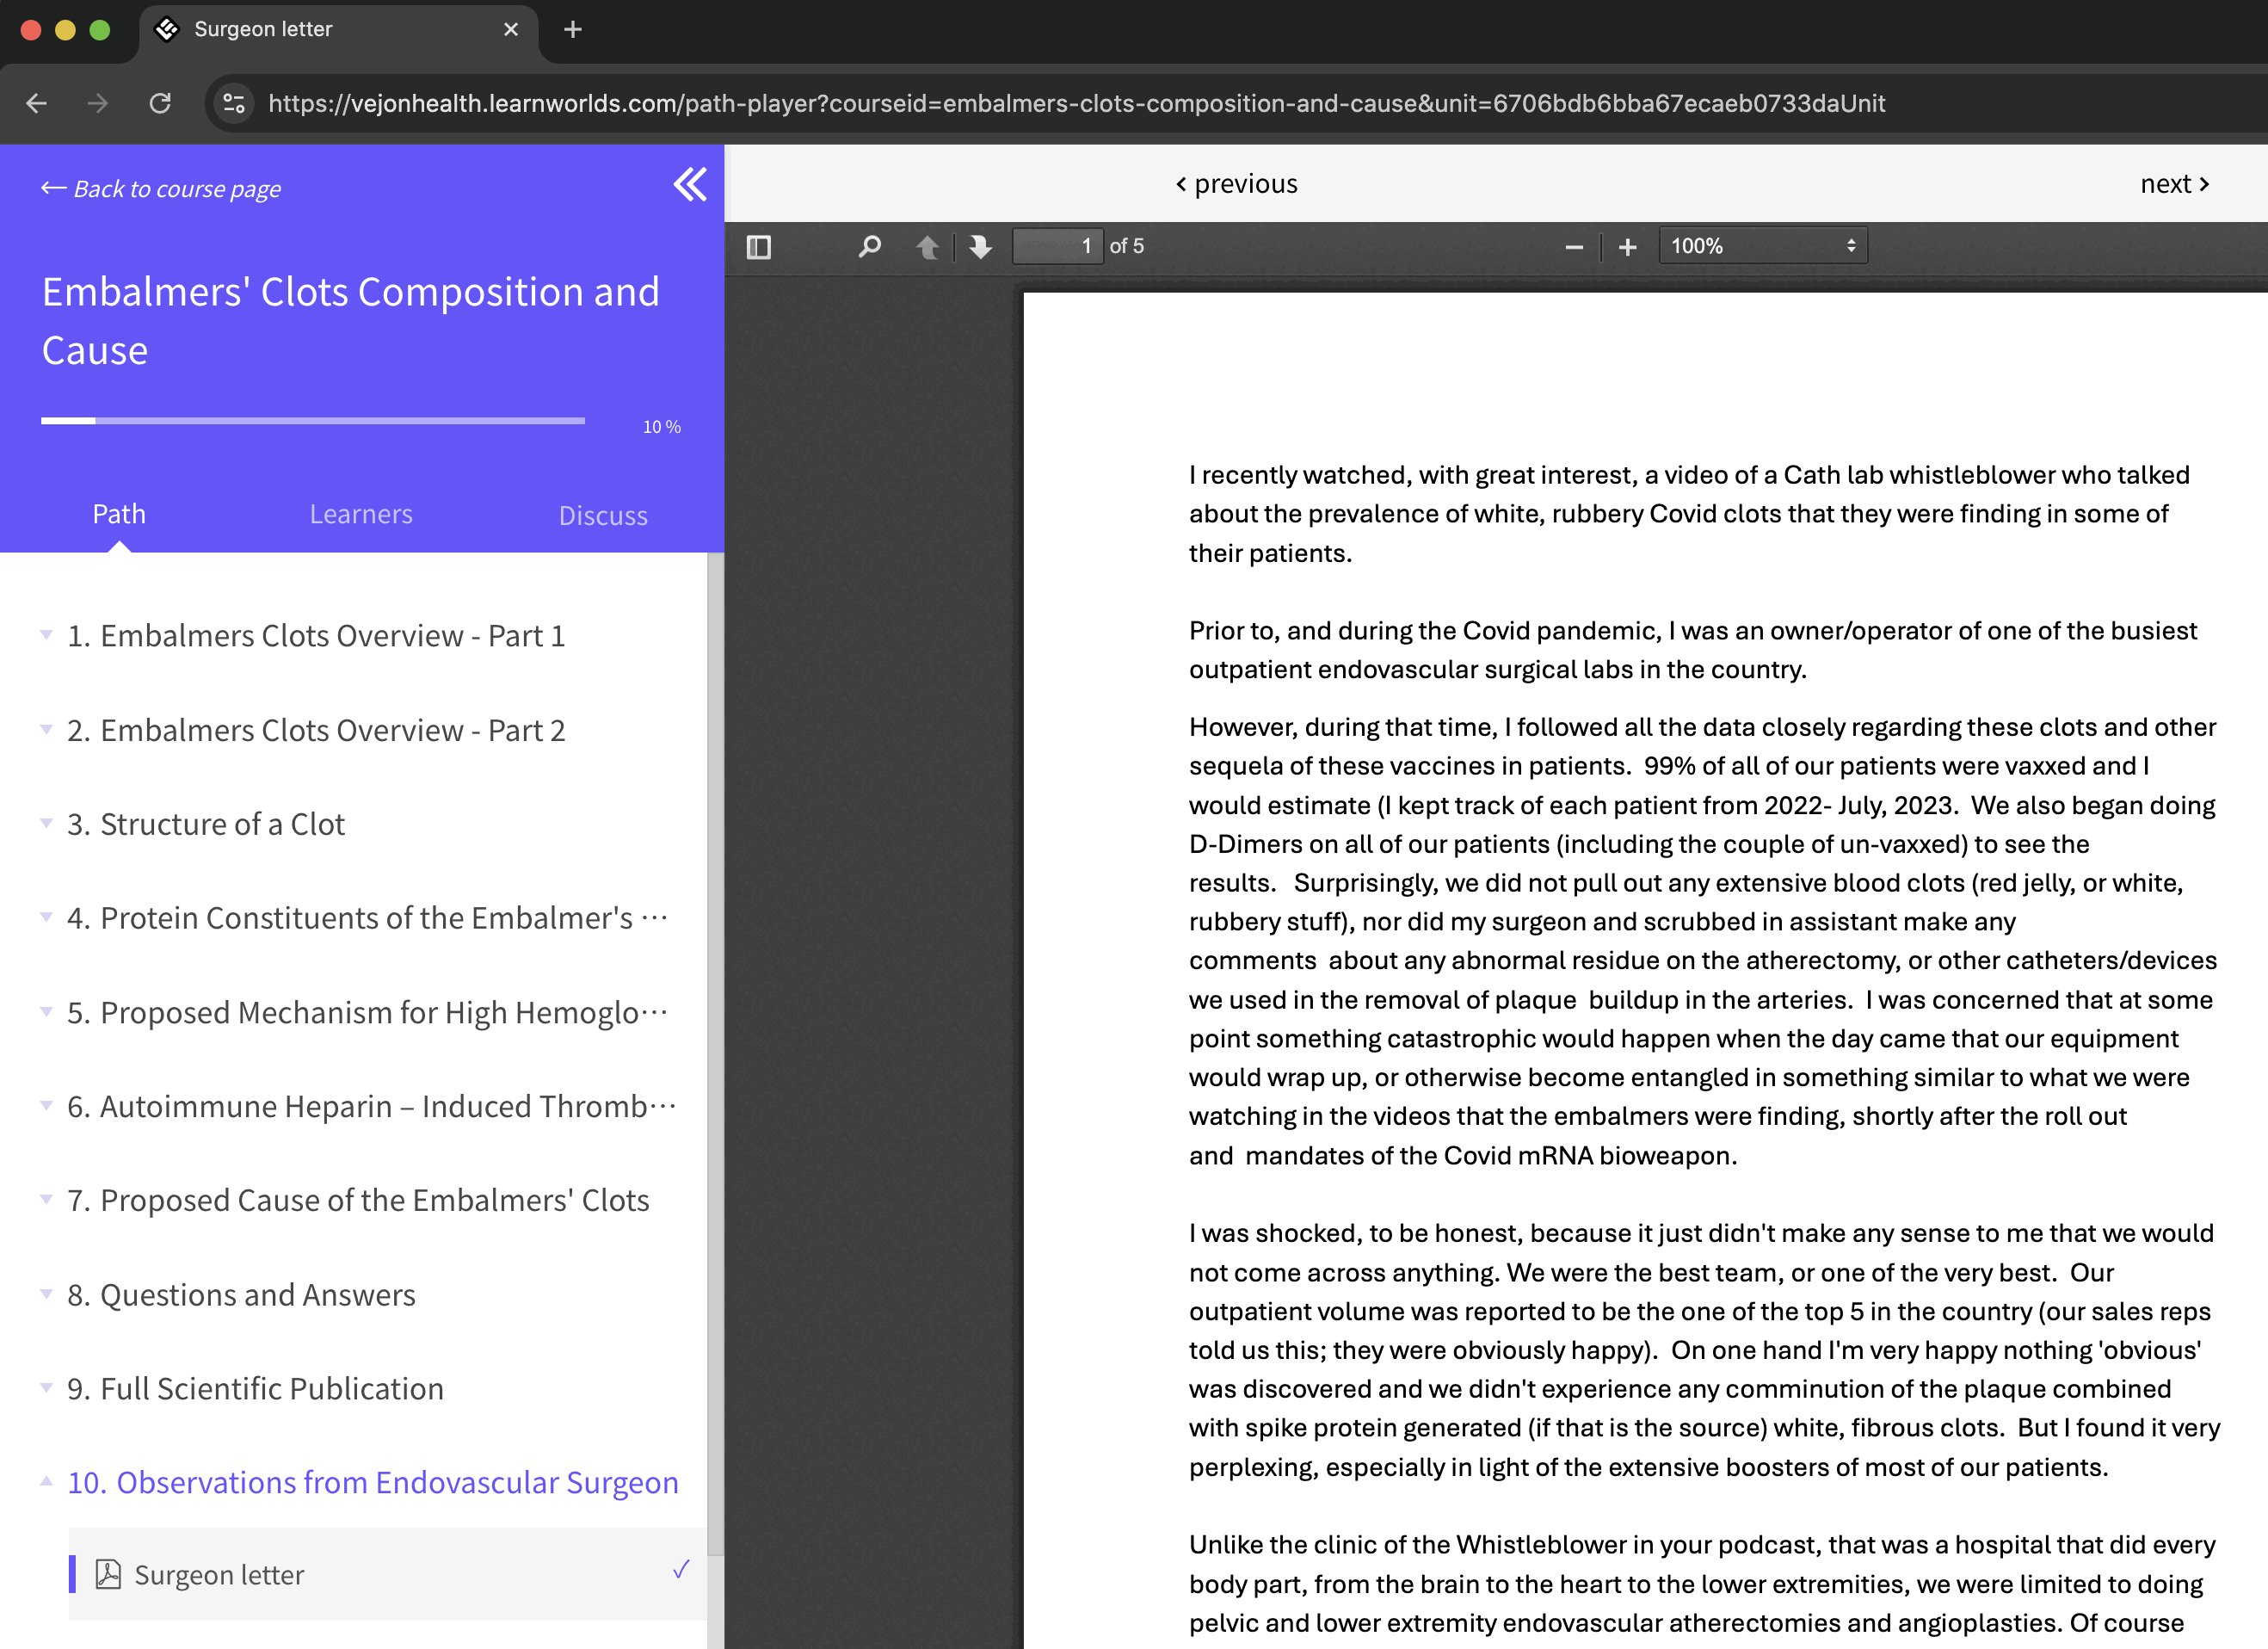 Surgeon letter
https://vejonhealth.learnworlds.com/path-player?courseid=embalmers-clots-composition-and-cause&unit=6706bdb6bba67ecaeb0733daUnit
← Back to course page
Embalmers' Clots Composition and
Cause
10 %
Path
Learners
Discuss
1. Embalmers Clots Overview - Part 1
2. Embalmers Clots Overview - Part 2
3. Structure of a Clot
4. Protein Constituents of the Embalmer's ···
5. Proposed Mechanism for High Hemoglo···
6. Autoimmune Heparin – Induced Thromb···
7. Proposed Cause of the Embalmers' Clots
8. Questions and Answers
9. Full Scientific Publication
10. Observations from Endovascular Surgeon
Surgeon letter
‹ previous
next ›
1 of 5
100%
I recently watched, with great interest, a video of a Cath lab whistleblower who talked
about the prevalence of white, rubbery Covid clots that they were finding in some of
their patients.
Prior to, and during the Covid pandemic, I was an owner/operator of one of the busiest
outpatient endovascular surgical labs in the country.
However, during that time, I followed all the data closely regarding these clots and other
sequela of these vaccines in patients.  99% of all of our patients were vaxxed and I
would estimate (I kept track of each patient from 2022- July, 2023.  We also began doing
D-Dimers on all of our patients (including the couple of un-vaxxed) to see the
results.   Surprisingly, we did not pull out any extensive blood clots (red jelly, or white,
rubbery stuff), nor did my surgeon and scrubbed in assistant make any
comments  about any abnormal residue on the atherectomy, or other catheters/devices
we used in the removal of plaque  buildup in the arteries.  I was concerned that at some
point something catastrophic would happen when the day came that our equipment
would wrap up, or otherwise become entangled in something similar to what we were
watching in the videos that the embalmers were finding, shortly after the roll out
and  mandates of the Covid mRNA bioweapon.
I was shocked, to be honest, because it just didn't make any sense to me that we would
not come across anything. We were the best team, or one of the very best.  Our
outpatient volume was reported to be the one of the top 5 in the country (our sales reps
told us this; they were obviously happy).  On one hand I'm very happy nothing 'obvious'
was discovered and we didn't experience any comminution of the plaque combined
with spike protein generated (if that is the source) white, fibrous clots.  But I found it very
perplexing, especially in light of the extensive boosters of most of our patients.
Unlike the clinic of the Whistleblower in your podcast, that was a hospital that did every
body part, from the brain to the heart to the lower extremities, we were limited to doing
pelvic and lower extremity endovascular atherectomies and angioplasties. Of course